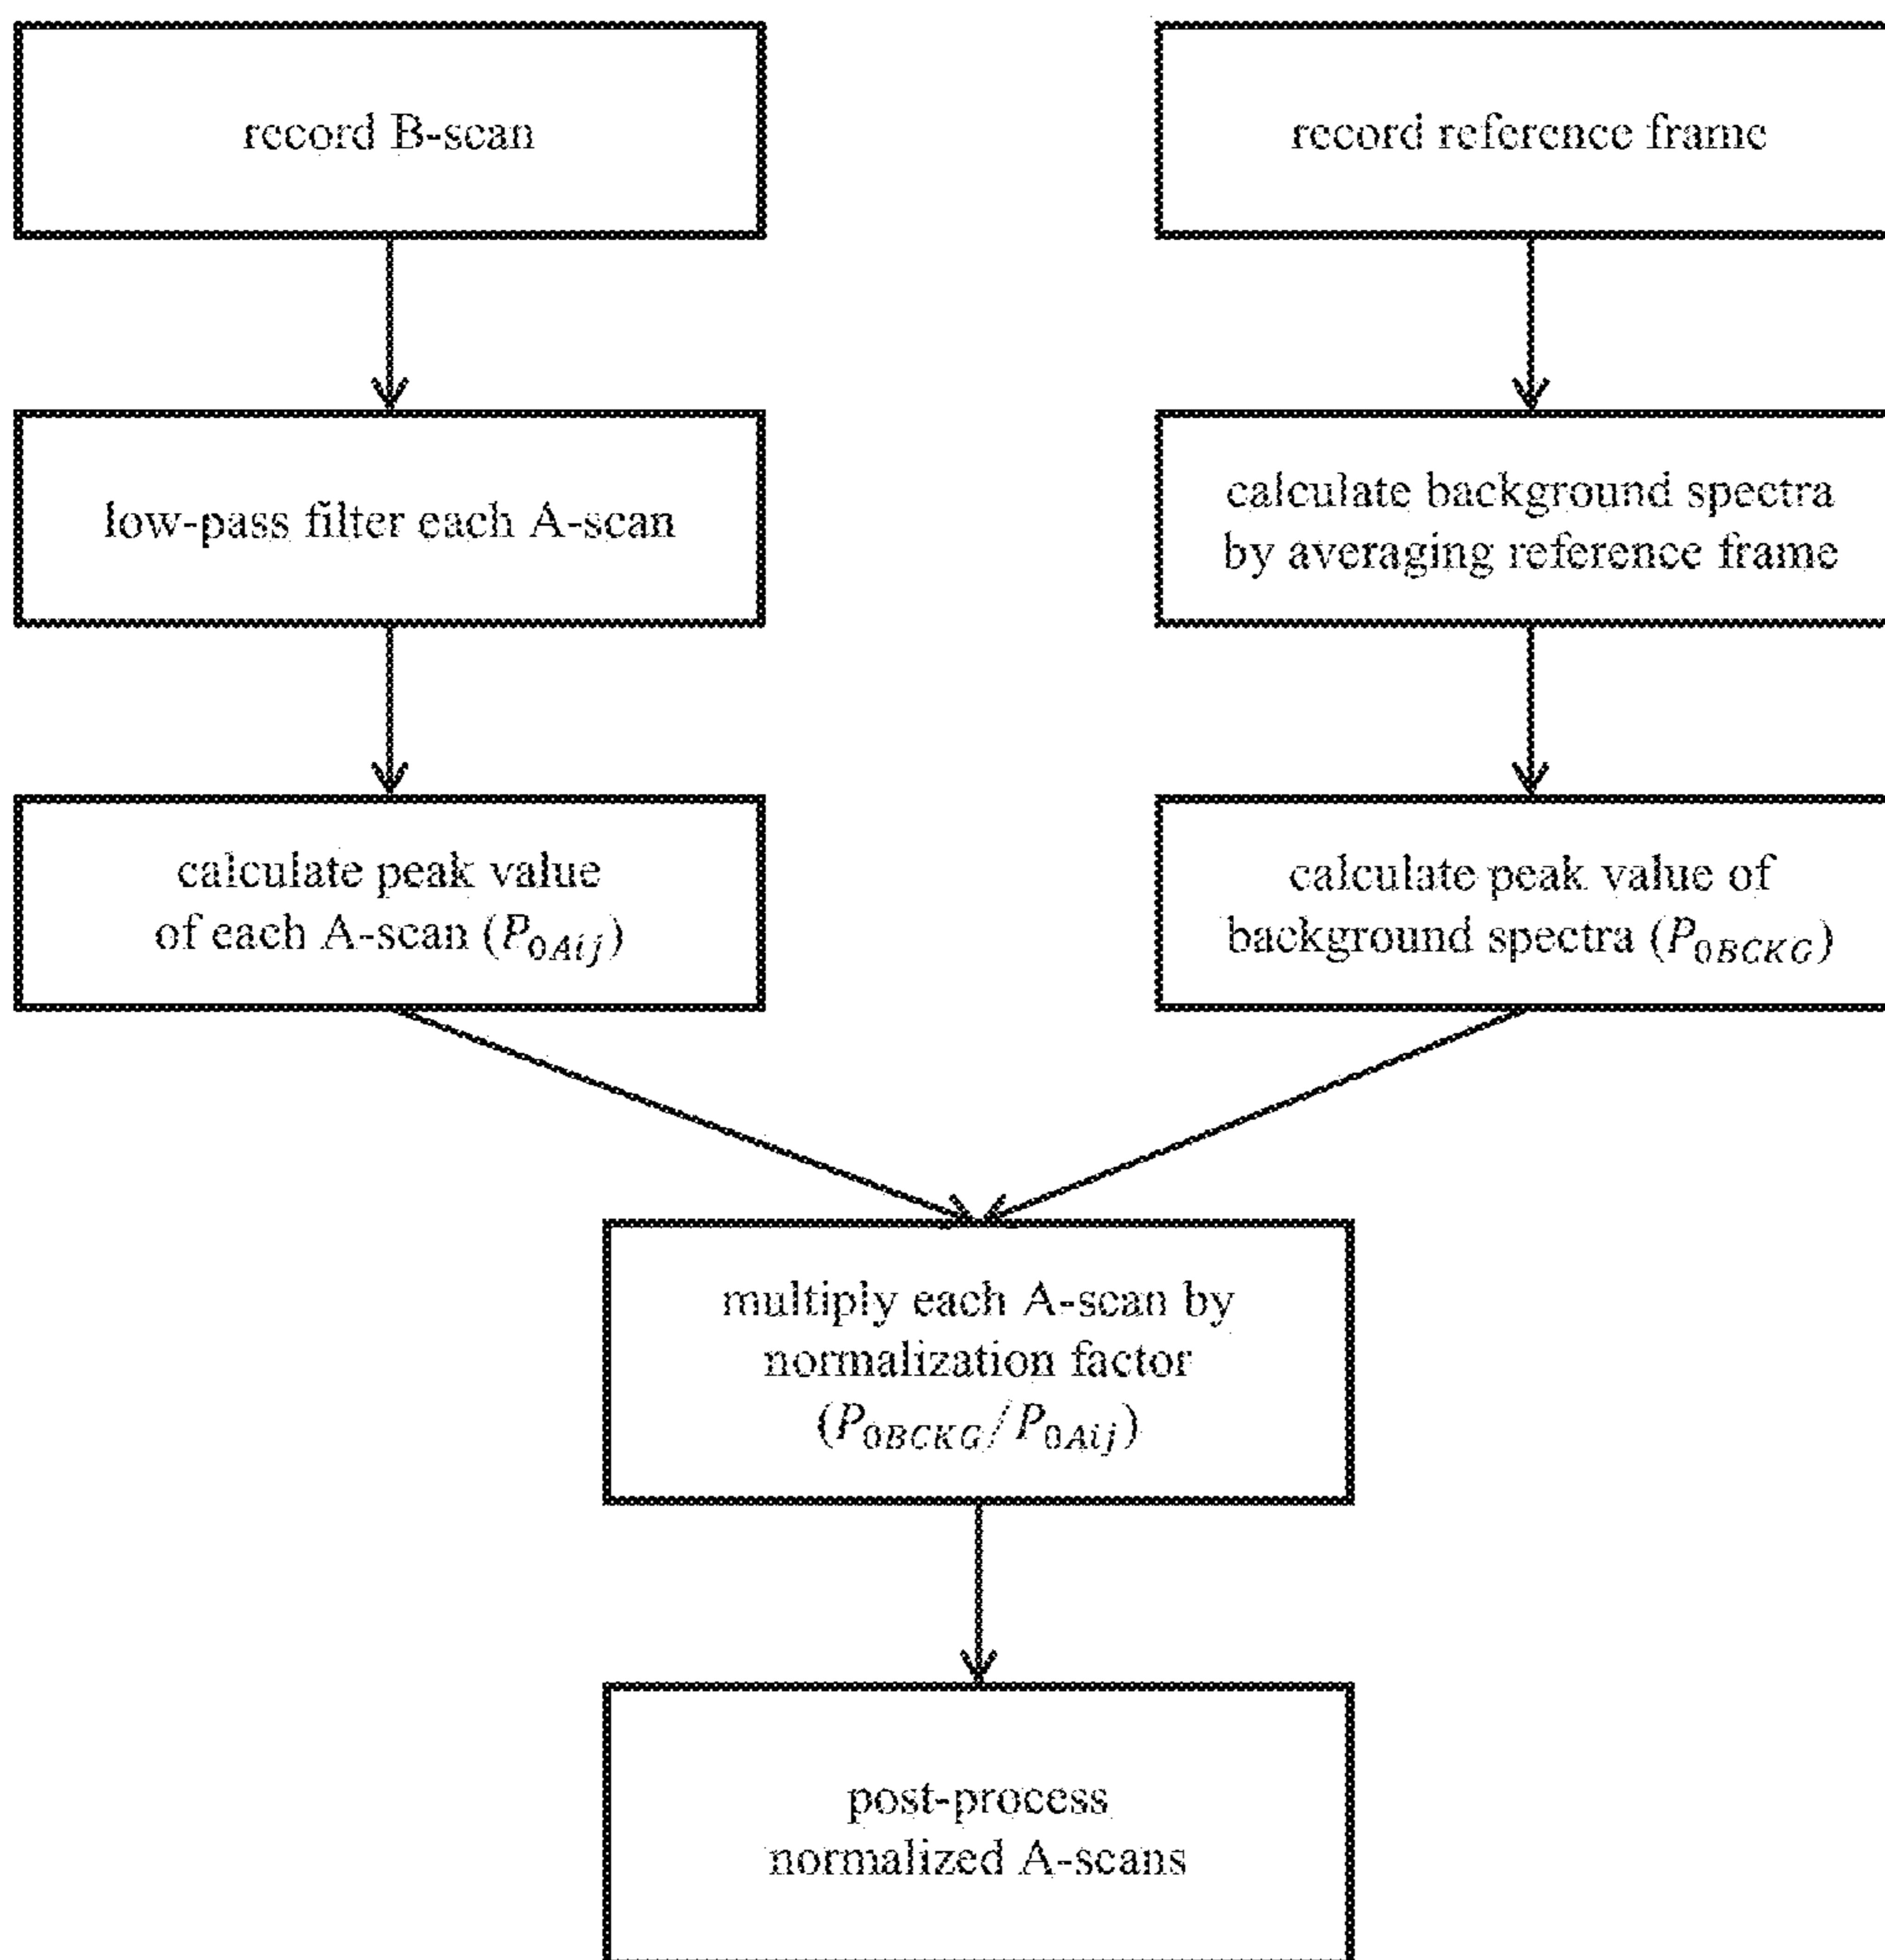 record B-scan
record reference frame
low-pass filter each A-scan
calculate background spectra
by averaging reference frame
calculate peak value
of each A-scan (P₀Aij)
calculate peak value of
background spectra (P₀BCKG)
multiply each A-scan by
normalization factor
(P₀BCKG/P₀Aij)
post-process
normalized A-scans